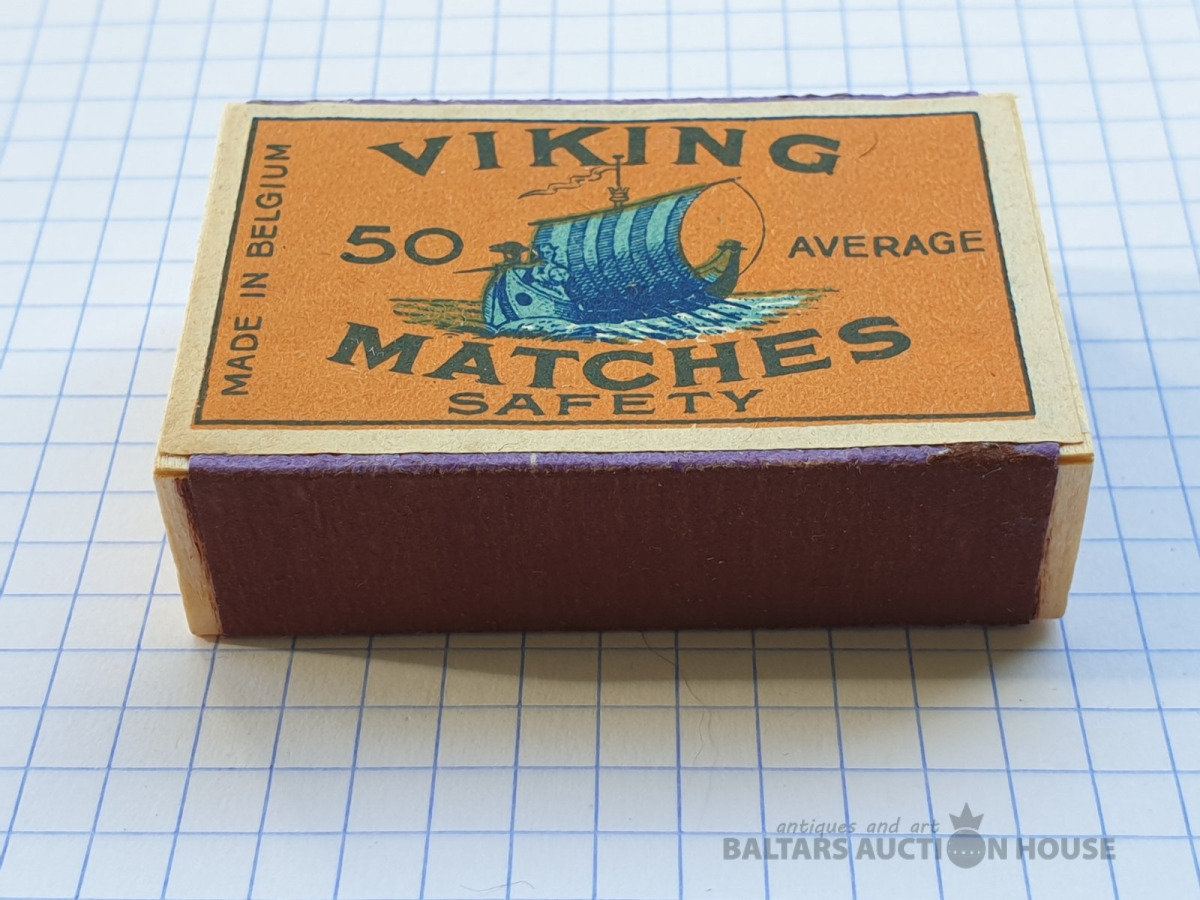 VIKING
50 AVERAGE
MATCHES
SAFETY
MADE IN BELGIUM
antiques and art
BALTARS AUCTION HOUSE